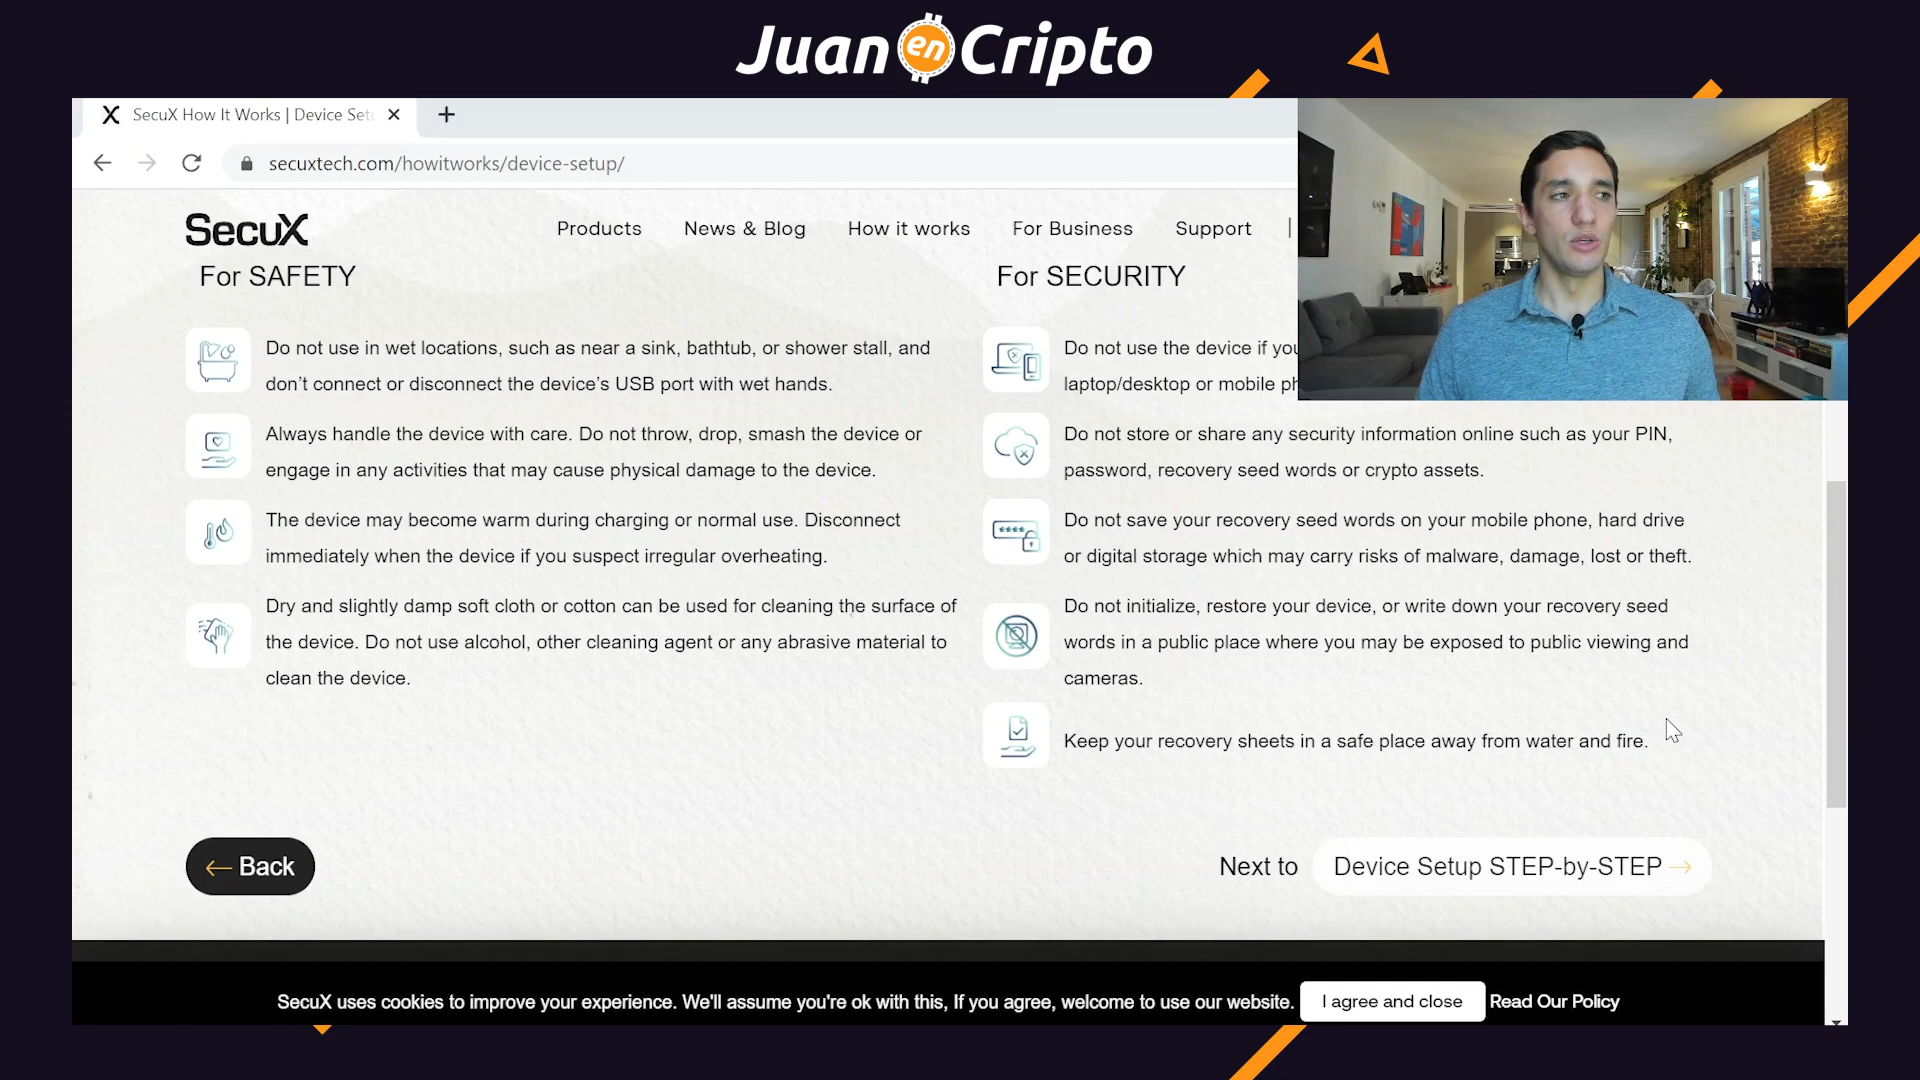 Juan en Cripto
SecuX How It Works | Device Set
secuxtech.com/howitworks/device-setup/
SecuX
Products News & Blog How it works For Business Support |
For SAFETY
Do not use in wet locations, such as near a sink, bathtub, or shower stall, and
don’t connect or disconnect the device’s USB port with wet hands.
Always handle the device with care. Do not throw, drop, smash the device or
engage in any activities that may cause physical damage to the device.
The device may become warm during charging or normal use. Disconnect
immediately when the device if you suspect irregular overheating.
Dry and slightly damp soft cloth or cotton can be used for cleaning the surface of
the device. Do not use alcohol, other cleaning agent or any abrasive material to
clean the device.
For SECURITY
Do not use the device if you
laptop/desktop or mobile ph
Do not store or share any security information online such as your PIN,
password, recovery seed words or crypto assets.
Do not save your recovery seed words on your mobile phone, hard drive
or digital storage which may carry risks of malware, damage, lost or theft.
Do not initialize, restore your device, or write down your recovery seed
words in a public place where you may be exposed to public viewing and
cameras.
Keep your recovery sheets in a safe place away from water and fire.
← Back
Next to Device Setup STEP-by-STEP →
SecuX uses cookies to improve your experience. We'll assume you're ok with this, If you agree, welcome to use our website. I agree and close Read Our Policy